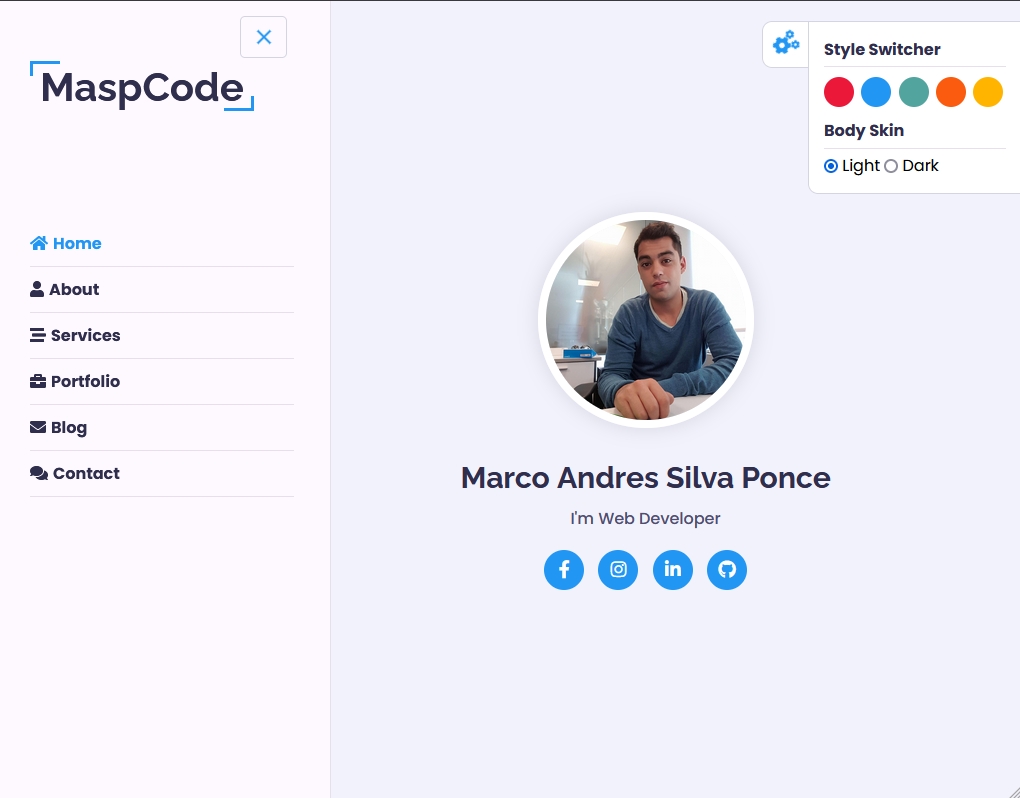 MaspCode
Home
About
Services
Portfolio
Blog
Contact
Style Switcher
Body Skin
Light Dark
Marco Andres Silva Ponce
I'm Web Developer